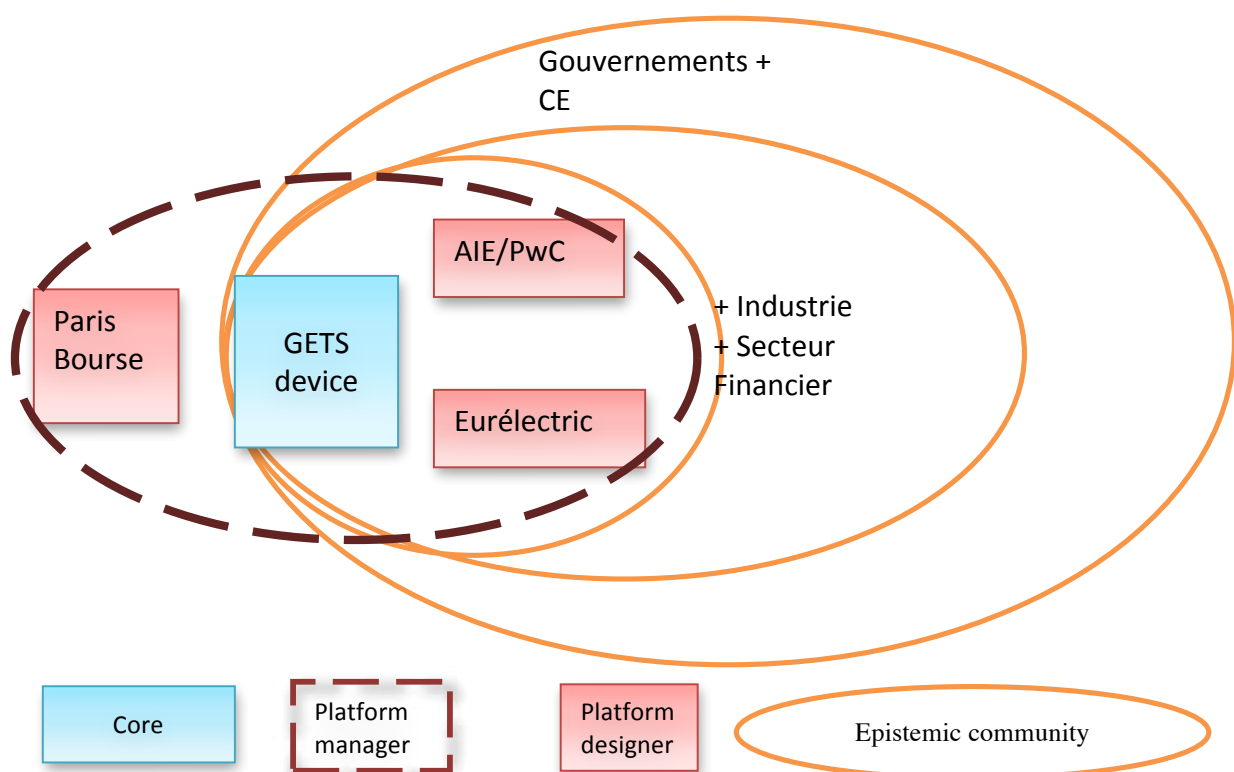 Gouvernements +
CE
AIE/PwC
Paris
Bourse
GETS
device
+ Industrie
+ Secteur
Financier
Eurélectric
Core
Platform
manager
Platform
designer
Epistemic community